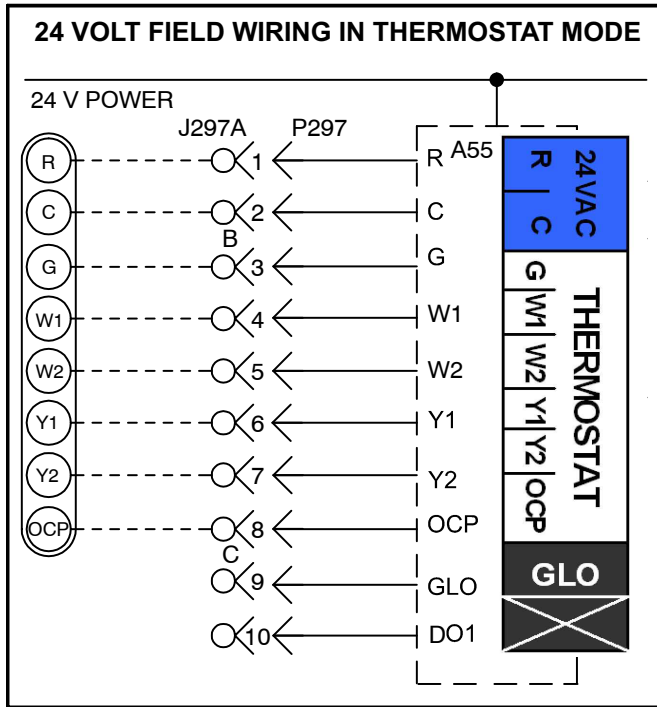 24 VOLT FIELD WIRING IN THERMOSTAT MODE
24 V POWER
J297A P297
A55
R 1 R
C 2 C
B
G 3 G
W1 4 W1
W2 5 W2
Y1 6 Y1
Y2 7 Y2
OCP 8 OCP
C
9 GLO
10 DO1
24VAC
R C
THERMOSTAT
G W1 W2 Y1 Y2 OCP
GLO